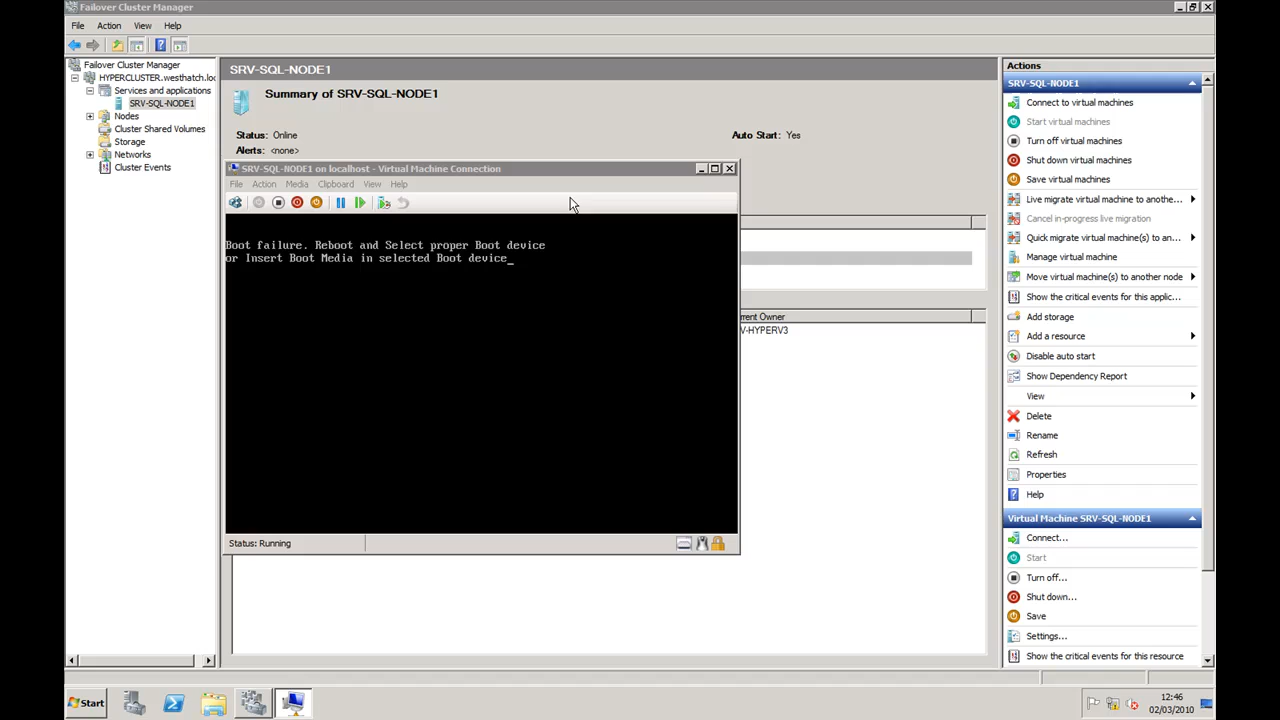 Failover Cluster Manager
File Action View Help
Failover Cluster Manager
HYPERCLUSTER.westhatch.loc
Services and applications
SRV-SQL-NODE1
Nodes
Cluster Shared Volumes
Storage
Networks
Cluster Events
SRV-SQL-NODE1
Summary of SRV-SQL-NODE1
Status: Online
Auto Start: Yes
Alerts: <none>
SRV-SQL-NODE1 on localhost - Virtual Machine Connection
File Action Media Clipboard View Help
Boot failure. Reboot and Select proper Boot device
or Insert Boot Media in selected Boot device_
Status: Running
rrent Owner
V-HYPERV3
Actions
SRV-SQL-NODE1
Connect to virtual machines
Start virtual machines
Turn off virtual machines
Shut down virtual machines
Save virtual machines
Live migrate virtual machine to anothe...
Cancel in-progress live migration
Quick migrate virtual machine(s) to an...
Manage virtual machine
Move virtual machine(s) to another node
Show the critical events for this applic...
Add storage
Add a resource
Disable auto start
Show Dependency Report
View
Delete
Rename
Refresh
Properties
Help
Virtual Machine SRV-SQL-NODE1
Connect...
Start
Turn off...
Shut down...
Save
Settings...
Show the critical events for this resource
Start
12:46
02/03/2010